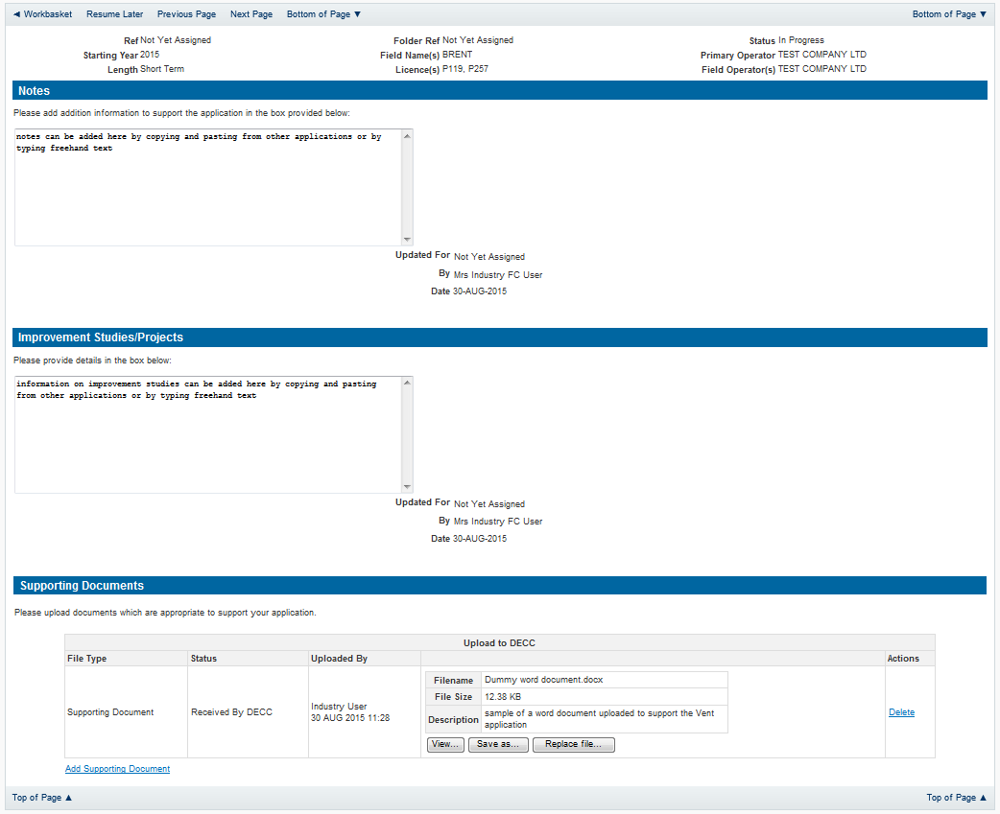 ◄ Workbasket Resume Later Previous Page Next Page Bottom of Page ▼ Bottom of Page ▼
Ref Not Yet Assigned Folder Ref Not Yet Assigned Status In Progress
Starting Year 2015 Field Name(s) BRENT Primary Operator TEST COMPANY LTD
Length Short Term Licence(s) P119, P257 Field Operator(s) TEST COMPANY LTD
Notes
Please add addition information to support the application in the box provided below:
notes can be added here by copying and pasting from other applications or by
typing freehand text
Updated For Not Yet Assigned
By Mrs Industry FC User
Date 30-AUG-2015
Improvement Studies/Projects
Please provide details in the box below:
information on improvement studies can be added here by copying and pasting
from other applications or by typing freehand text
Updated For Not Yet Assigned
By Mrs Industry FC User
Date 30-AUG-2015
Supporting Documents
Please upload documents which are appropriate to support your application.
Upload to DECC
File Type Status Uploaded By Actions
Filename Dummy word document.docx
File Size 12.38 KB
Supporting Document Received By DECC Industry User
30 AUG 2015 11:28
Description sample of a word document uploaded to support the Vent
application
Delete
View... Save as... Replace file...
Add Supporting Document
Top of Page ▲ Top of Page ▲